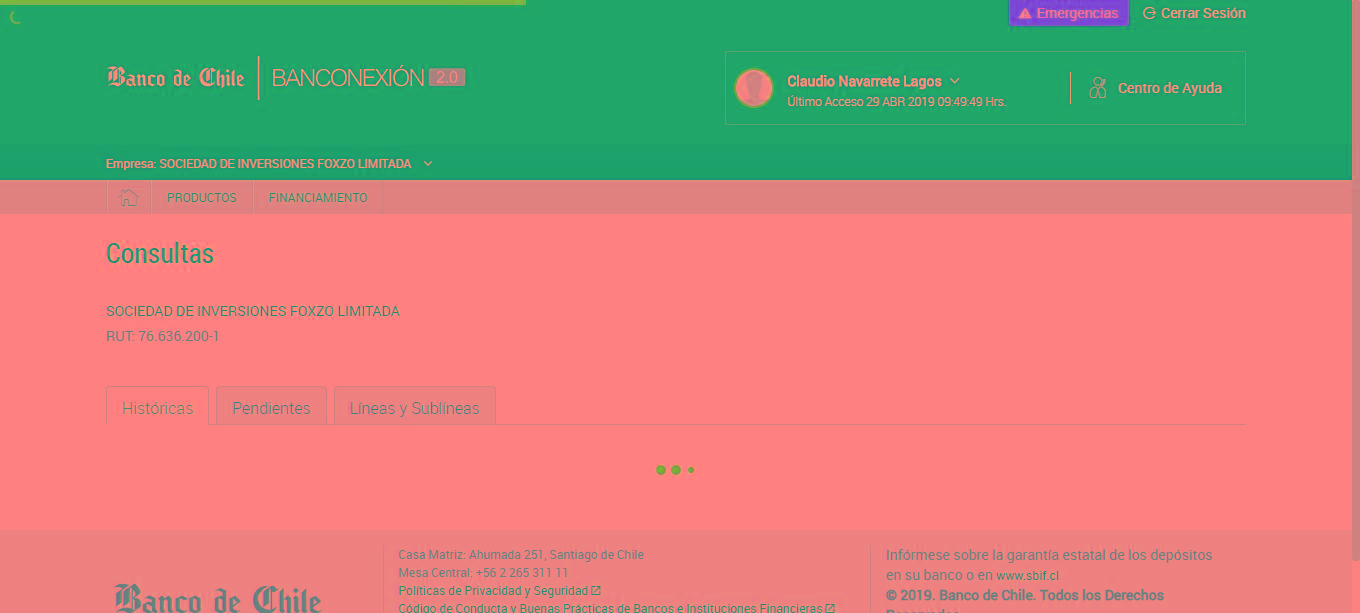 Emergencias Cerrar Sesión
Banco de Chile BANCONEXIÓN 2.0
Claudio Navarrete Lagos
Último Acceso 29 ABR 2019 09:49:49 Hrs.
Centro de Ayuda
Empresa: SOCIEDAD DE INVERSIONES FOXZO LIMITADA
PRODUCTOS FINANCIAMIENTO
Consultas
SOCIEDAD DE INVERSIONES FOXZO LIMITADA
RUT: 76.636.200-1
Históricas Pendientes Líneas y Sublíneas
Banco de Chile
Casa Matriz: Ahumada 251, Santiago de Chile
Mesa Central: +56 2 265 311 11
Políticas de Privacidad y Seguridad
Código de Conducta y Buenas Prácticas de Bancos e Instituciones Financieras
Infórmese sobre la garantía estatal de los depósitos
en su banco o en www.sbif.cl
© 2019. Banco de Chile. Todos los Derechos